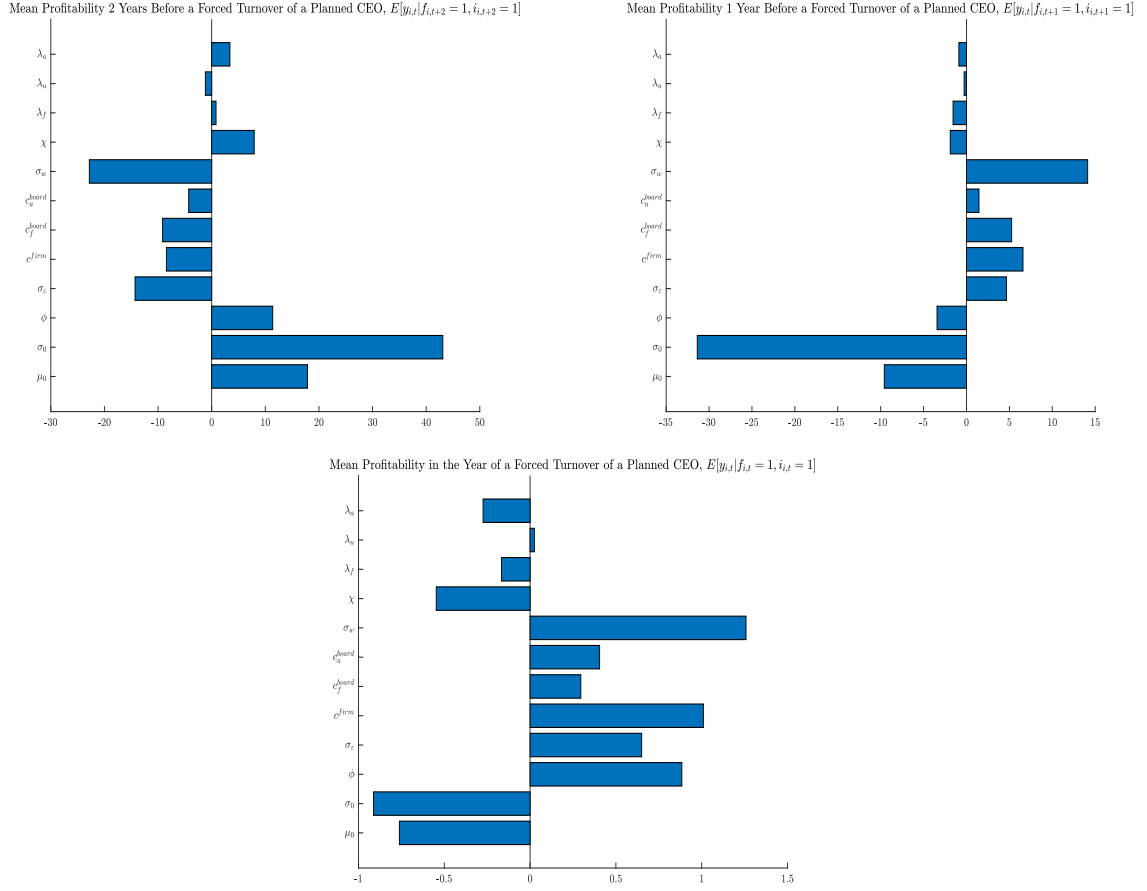 Mean Profitability 2 Years Before a Forced Turnover of a Planned CEO, $E[y_{i,t}|f_{i,t+2} = 1, i_{i,t+2} = 1]$
λ_a
λ_u
λ_f
χ
σ_w
c_a^{board}
c_f^{board}
c^{firm}
σ_ε
ϕ
σ_0
μ_0
-30 -20 -10 0 10 20 30 40 50
Mean Profitability 1 Year Before a Forced Turnover of a Planned CEO, $E[y_{i,t}|f_{i,t+1} = 1, i_{i,t+1} = 1]$
λ_a
λ_u
λ_f
χ
σ_w
c_a^{board}
c_f^{board}
c^{firm}
σ_ε
ϕ
σ_0
μ_0
-35 -30 -25 -20 -15 -10 -5 0 5 10 15
Mean Profitability in the Year of a Forced Turnover of a Planned CEO, $E[y_{i,t}|f_{i,t} = 1, i_{i,t} = 1]$
λ_a
λ_u
λ_f
χ
σ_w
c_a^{board}
c_f^{board}
c^{firm}
σ_ε
ϕ
σ_0
μ_0
-1 -0.5 0 0.5 1 1.5